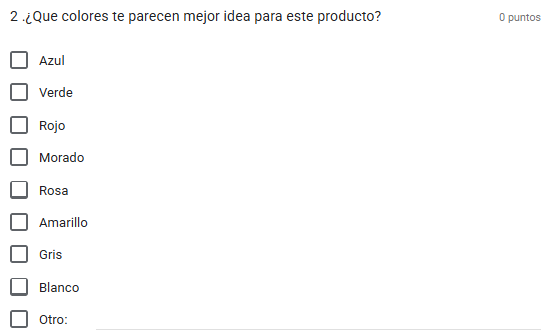 2 .¿Que colores te parecen mejor idea para este producto? 0 puntos
Azul
Verde
Rojo
Morado
Rosa
Amarillo
Gris
Blanco
Otro: